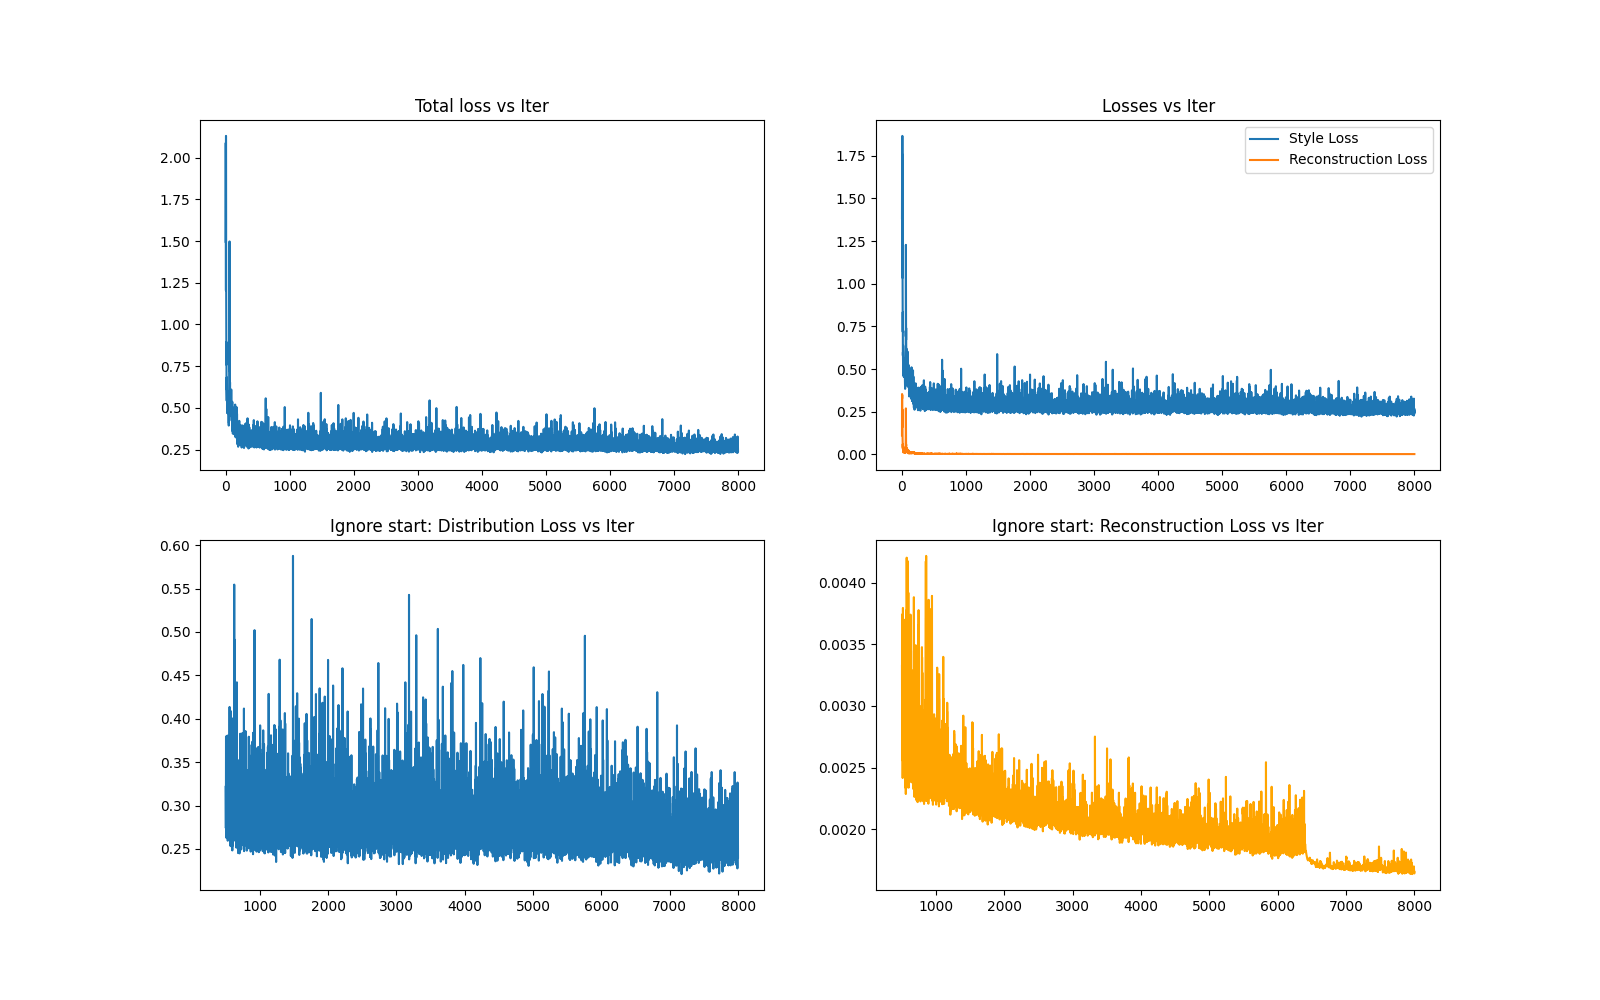 Total loss vs Iter
2.00
1.75
1.50
1.25
1.00
0.75
0.50
0.25
0 1000 2000 3000 4000 5000 6000 7000 8000
Losses vs Iter
Style Loss
Reconstruction Loss
1.75
1.50
1.25
1.00
0.75
0.50
0.25
0.00
0 1000 2000 3000 4000 5000 6000 7000 8000
Ignore start: Distribution Loss vs Iter
0.60
0.55
0.50
0.45
0.40
0.35
0.30
0.25
1000 2000 3000 4000 5000 6000 7000 8000
Ignore start: Reconstruction Loss vs Iter
0.0040
0.0035
0.0030
0.0025
0.0020
1000 2000 3000 4000 5000 6000 7000 8000